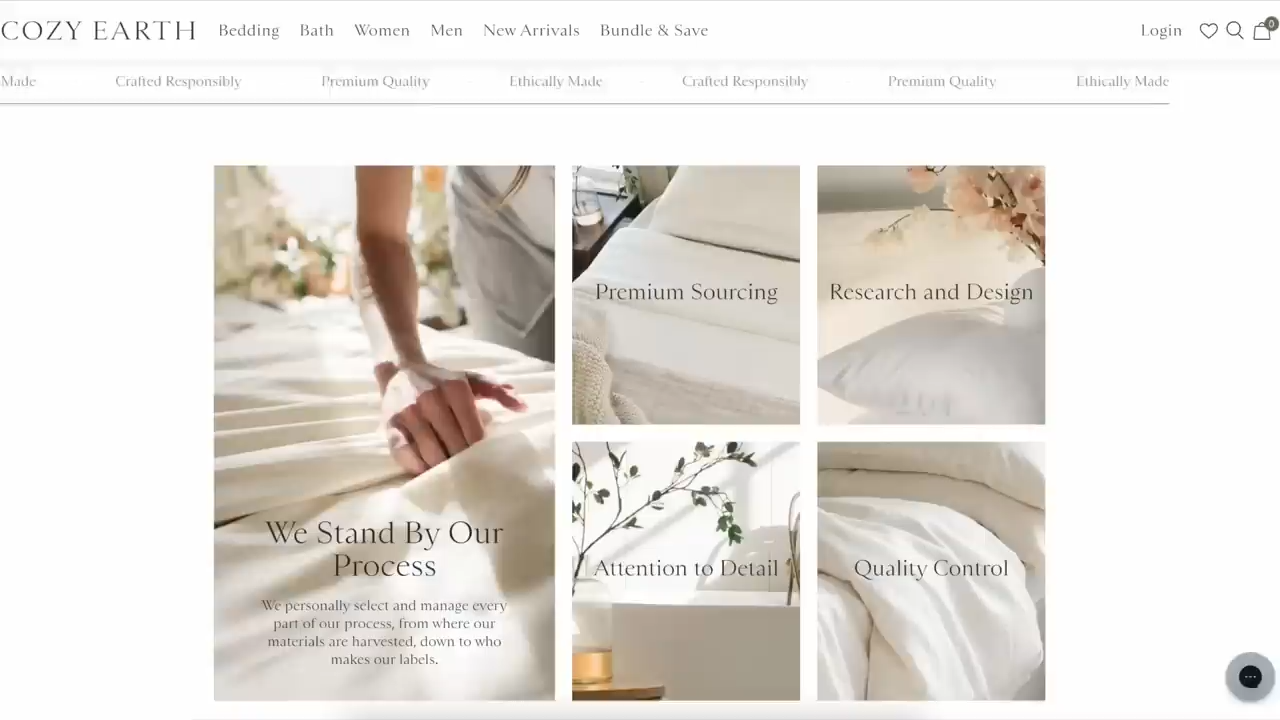 COZY EARTH Bedding Bath Women Men New Arrivals Bundle & Save Login 0
Made Crafted Responsibly Premium Quality Ethically Made Crafted Responsibly Premium Quality Ethically Made
Premium Sourcing
Research and Design
We Stand By Our
Process
We personally select and manage every
part of our process, from where our
materials are harvested, down to who
makes our labels.
Attention to Detail
Quality Control